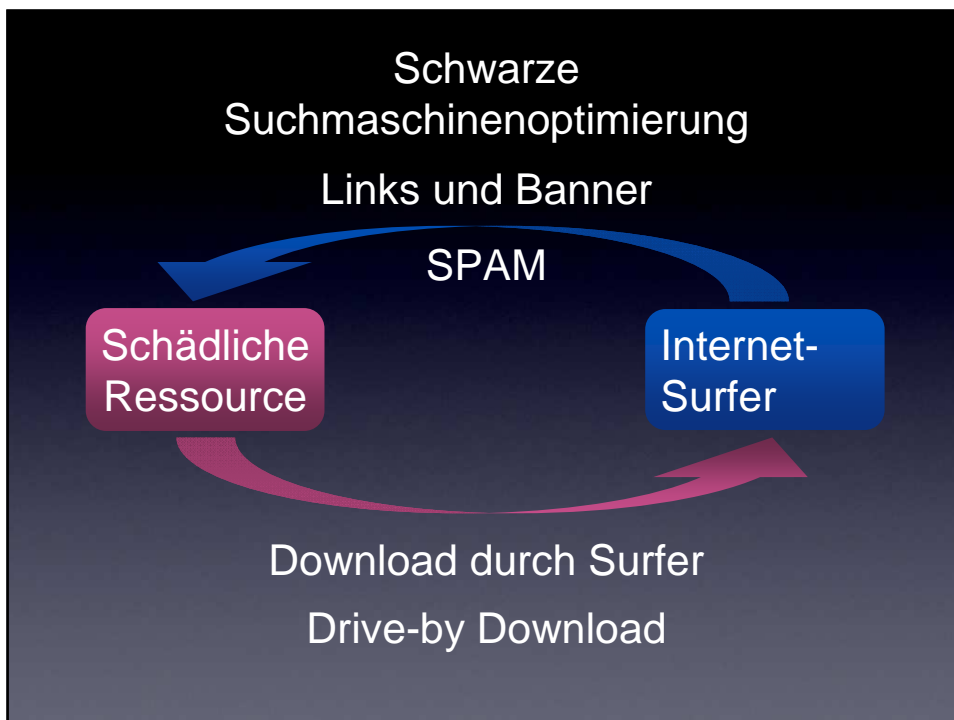 Schwarze
Suchmaschinenoptimierung
Links und Banner
SPAM
Schädliche
Ressource
Internet-
Surfer
Download durch Surfer
Drive-by Download